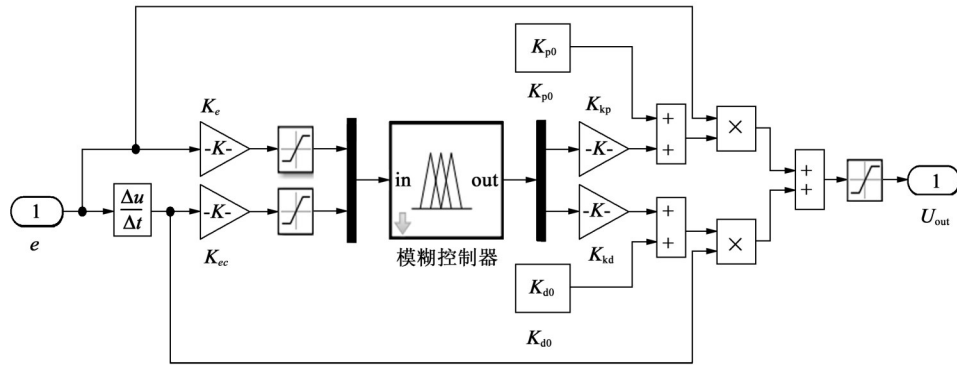 K_p0
K_p0
K_e
K_kp
-K-
+
+
×
-K-
in
out
+
+
1
e
Δu
Δt
-K-
-K-
1
U_out
K_ec
模糊控制器
+
+
×
K_kd
K_d0
K_d0